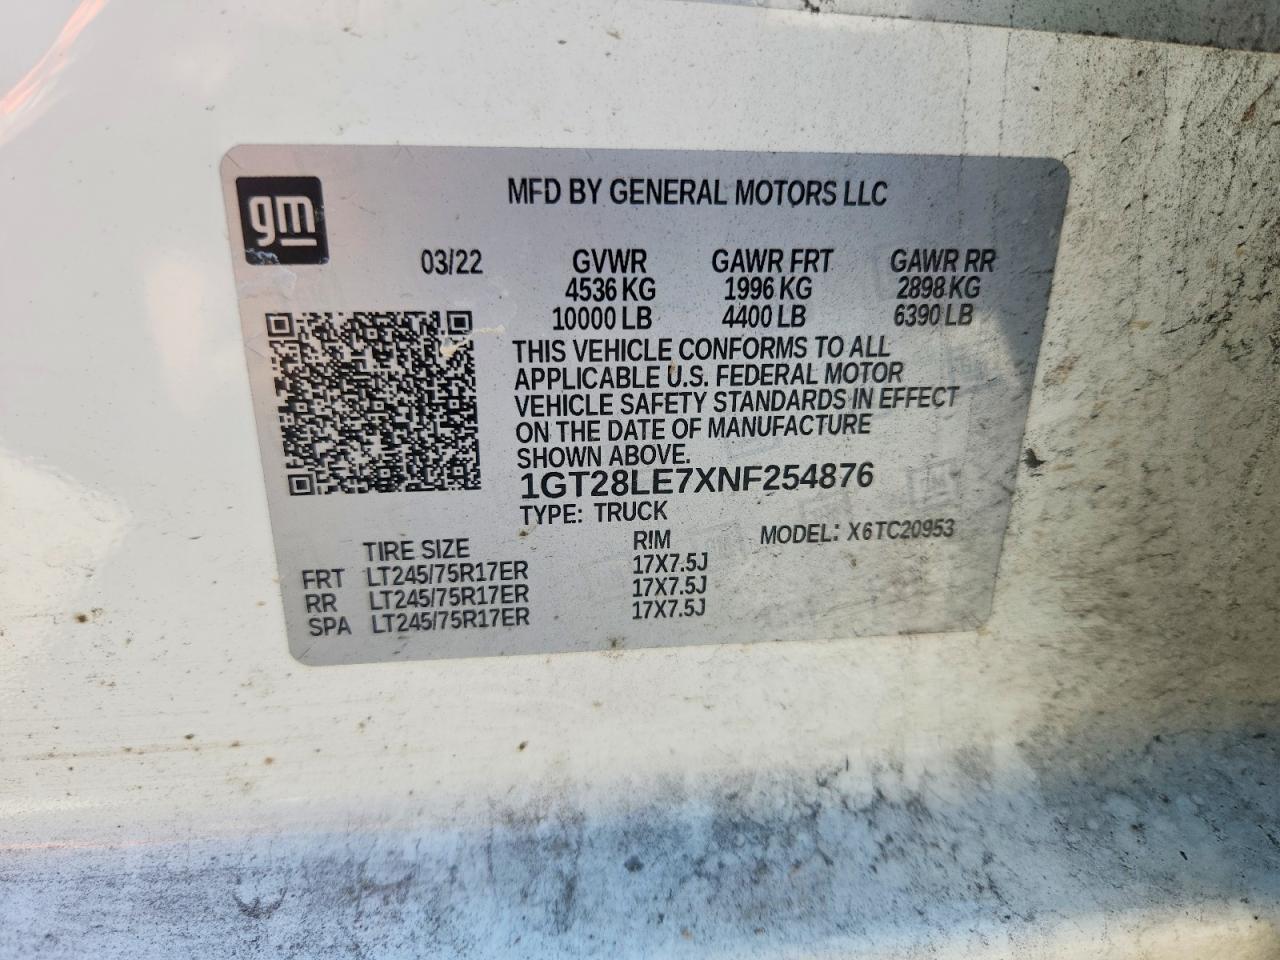 gm
MFD BY GENERAL MOTORS LLC
03/22 GVWR GAWR FRT GAWR RR
4536 KG 1996 KG 2898 KG
10000 LB 4400 LB 6390 LB
THIS VEHICLE CONFORMS TO ALL
APPLICABLE U.S. FEDERAL MOTOR
VEHICLE SAFETY STANDARDS IN EFFECT
ON THE DATE OF MANUFACTURE
SHOWN ABOVE.
1GT28LE7XNF254876
TYPE: TRUCK
MODEL: X6TC20953
TIRE SIZE RIM
FRT LT245/75R17ER 17X7.5J
RR LT245/75R17ER 17X7.5J
SPA LT245/75R17ER 17X7.5J